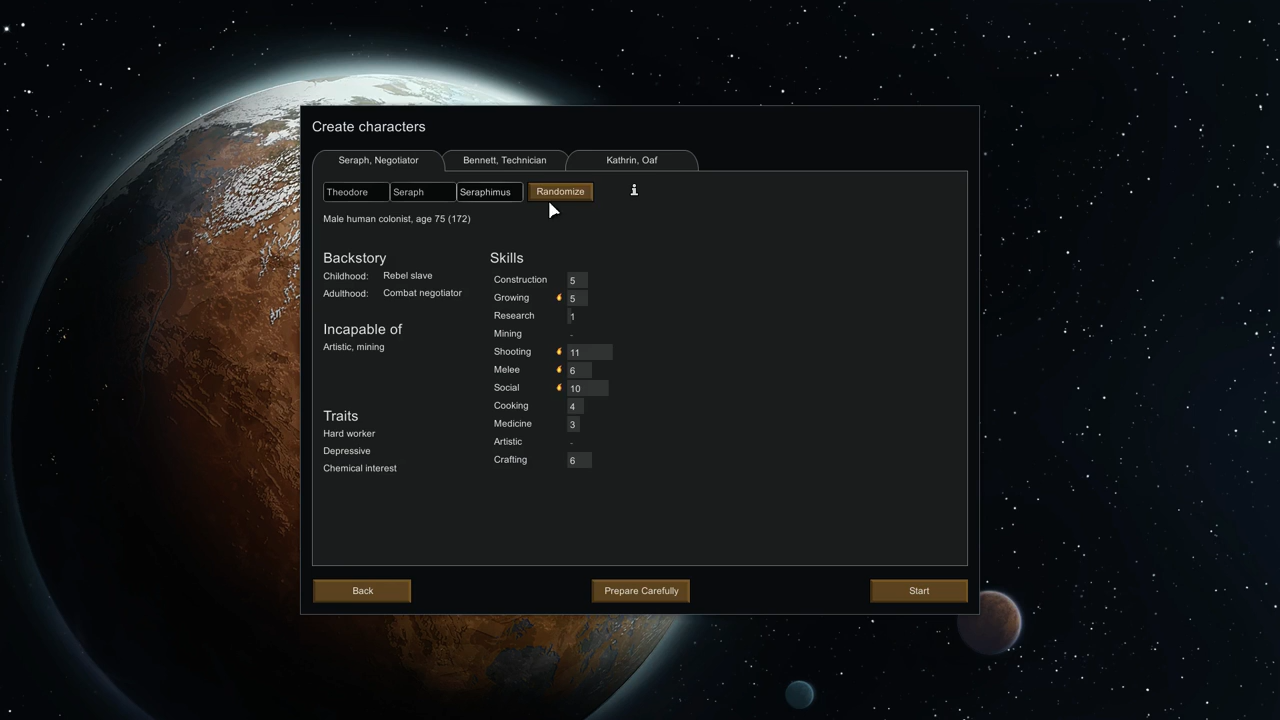 Create characters
Seraph, Negotiator Bennett, Technician Kathrin, Oaf
Theodore Seraph Seraphimus Randomize
Male human colonist, age 75 (172)
Backstory
Childhood: Rebel slave
Adulthood: Combat negotiator
Incapable of
Artistic, mining
Traits
Hard worker
Depressive
Chemical interest
Skills
Construction 5
Growing 5
Research 1
Mining -
Shooting 11
Melee 6
Social 10
Cooking 4
Medicine 3
Artistic -
Crafting 6
Back Prepare Carefully Start